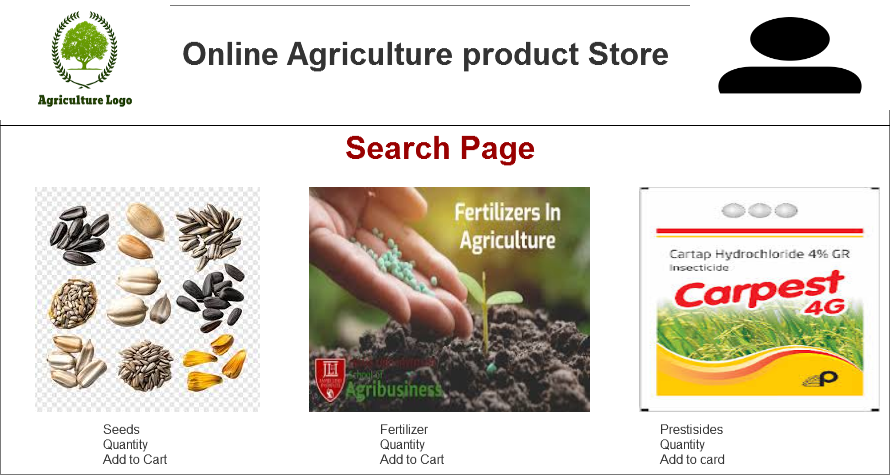 Online Agriculture product Store
Agriculture Logo
Search Page
Fertilizers In
Agriculture
School of
Agribusiness
Cartap Hydrochloride 4% GR
Insecticide
Carpest
4G
Seeds
Quantity
Add to Cart
Fertilizer
Quantity
Add to Cart
Prestisides
Quantity
Add to card